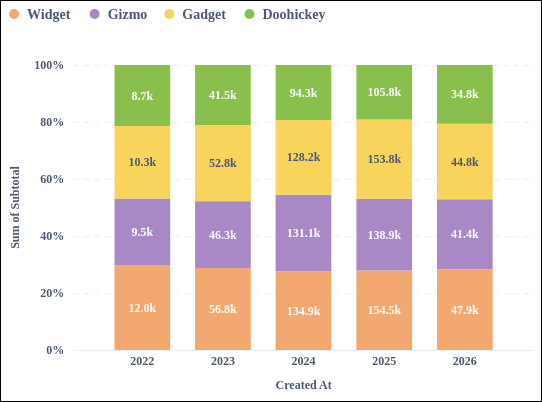 Widget Gizmo Gadget Doohickey
100%
80%
60%
40%
20%
0%
Sum of Subtotal
8.7k 41.5k 94.3k 105.8k 34.8k
10.3k 52.8k 128.2k 153.8k 44.8k
9.5k 46.3k 131.1k 138.9k 41.4k
12.0k 56.8k 134.9k 154.5k 47.9k
2022 2023 2024 2025 2026
Created At